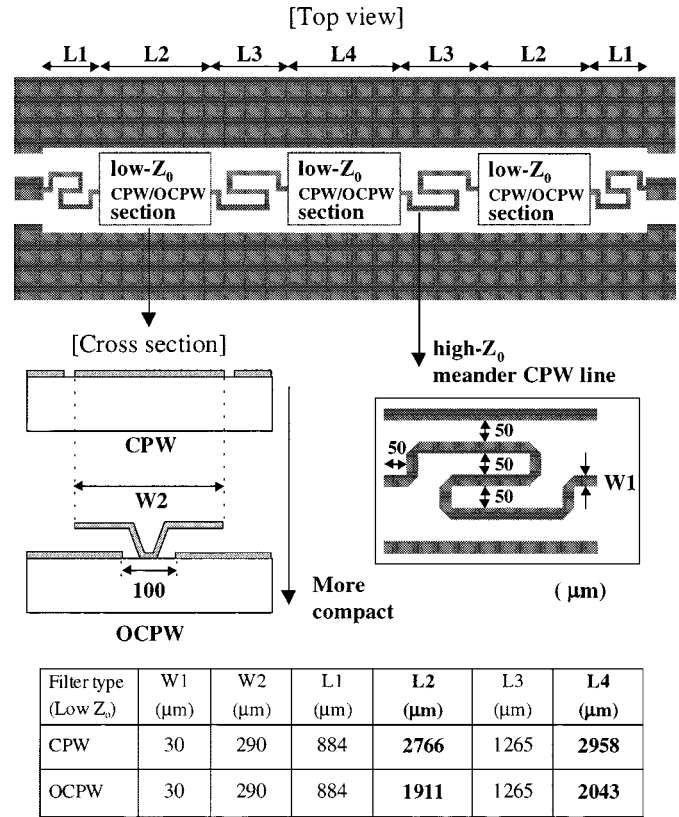 [Top view]
L1 L2 L3 L4 L3 L2 L1
low-Z0
CPW/OCPW
section
low-Z0
CPW/OCPW
section
low-Z0
CPW/OCPW
section
[Cross section]
CPW
W2
100
OCPW
More
compact
high-Z0
meander CPW line
50
50
50
50
W1
( μm)
Filter type W1 W2 L1 L2 L3 L4
(Low Z0) (μm) (μm) (μm) (μm) (μm) (μm)
CPW 30 290 884 2766 1265 2958
OCPW 30 290 884 1911 1265 2043